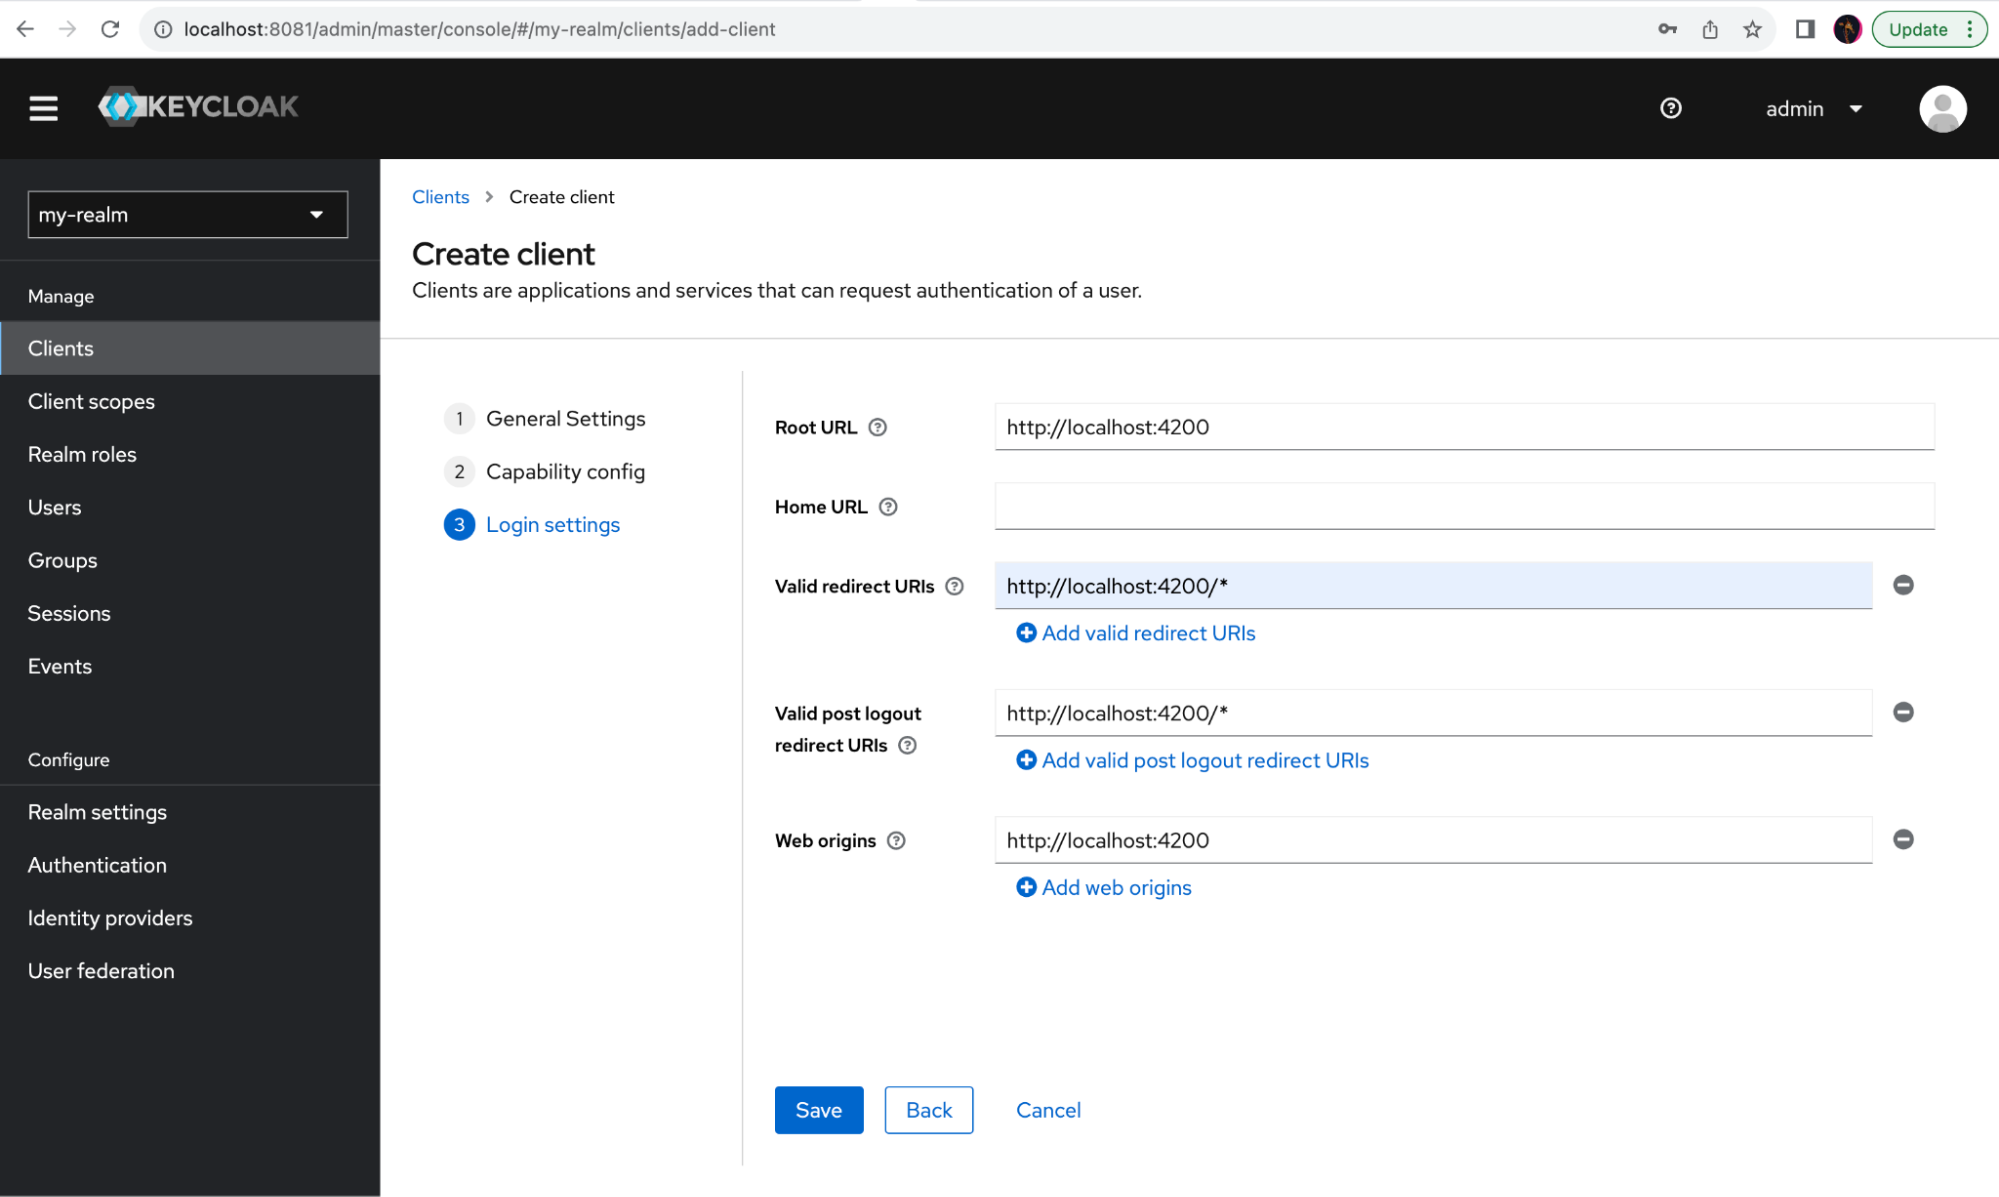 localhost:8081/admin/master/console/#/my-realm/clients/add-client
Update
KEYCLOAK
admin
my-realm
Manage
Clients
Client scopes
Realm roles
Users
Groups
Sessions
Events
Configure
Realm settings
Authentication
Identity providers
User federation
Clients > Create client
Create client
Clients are applications and services that can request authentication of a user.
1 General Settings
2 Capability config
3 Login settings
Root URL
http://localhost:4200
Home URL
Valid redirect URIs
http://localhost:4200/*
Add valid redirect URIs
Valid post logout
redirect URIs
http://localhost:4200/*
Add valid post logout redirect URIs
Web origins
http://localhost:4200
Add web origins
Save
Back
Cancel